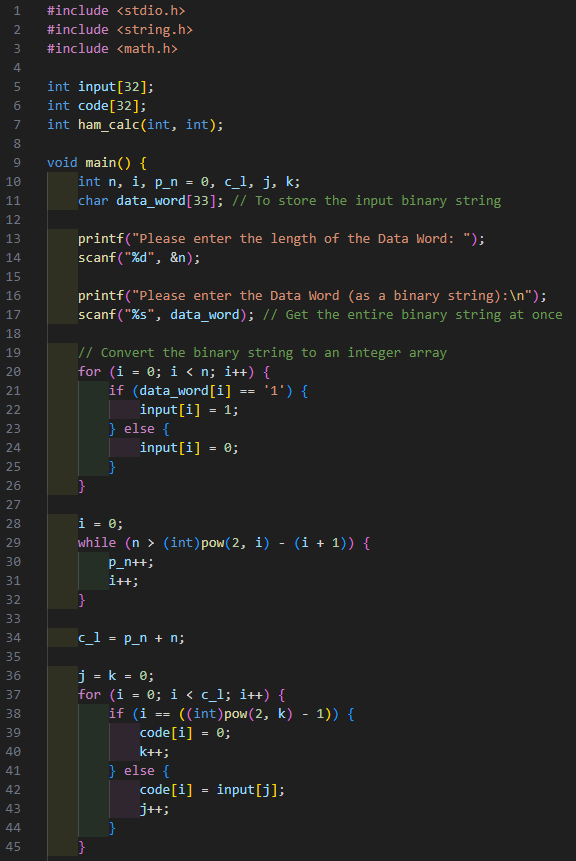 1 #include <stdio.h>
2 #include <string.h>
3 #include <math.h>
4
5 int input[32];
6 int code[32];
7 int ham_calc(int, int);
8
9 void main() {
10     int n, i, p_n = 0, c_l, j, k;
11     char data_word[33]; // To store the input binary string
12
13     printf("Please enter the length of the Data Word: ");
14     scanf("%d", &n);
15
16     printf("Please enter the Data Word (as a binary string):\n");
17     scanf("%s", data_word); // Get the entire binary string at once
18
19     // Convert the binary string to an integer array
20     for (i = 0; i < n; i++) {
21         if (data_word[i] == '1') {
22             input[i] = 1;
23         } else {
24             input[i] = 0;
25         }
26     }
27
28     i = 0;
29     while (n > (int)pow(2, i) - (i + 1)) {
30         p_n++;
31         i++;
32     }
33
34     c_l = p_n + n;
35
36     j = k = 0;
37     for (i = 0; i < c_l; i++) {
38         if (i == ((int)pow(2, k) - 1)) {
39             code[i] = 0;
40             k++;
41         } else {
42             code[i] = input[j];
43             j++;
44         }
45     }